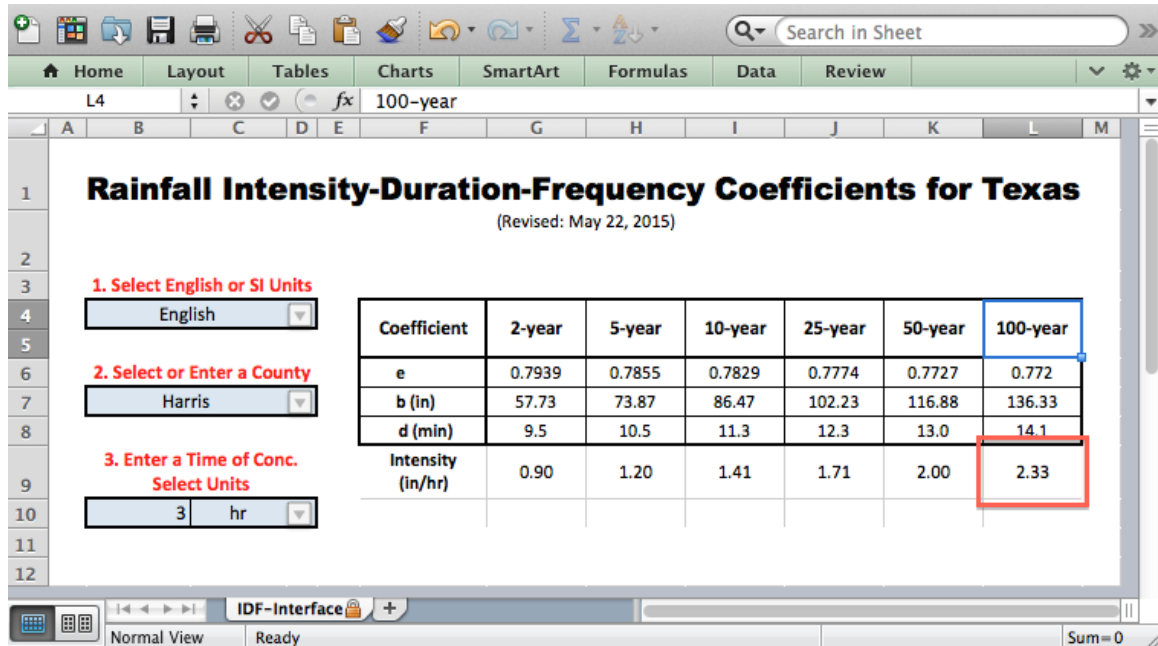 Search in Sheet
Home Layout Tables Charts SmartArt Formulas Data Review
L4 fx 100-year
A B C D E F G H I J K L M
1 Rainfall Intensity-Duration-Frequency Coefficients for Texas
(Revised: May 22, 2015)
2
3 1. Select English or SI Units
4 English
Coefficient 2-year 5-year 10-year 25-year 50-year 100-year
5
6 2. Select or Enter a County e 0.7939 0.7855 0.7829 0.7774 0.7727 0.772
7 Harris b (in) 57.73 73.87 86.47 102.23 116.88 136.33
8 d (min) 9.5 10.5 11.3 12.3 13.0 14.1
3. Enter a Time of Conc. Intensity
9 Select Units (in/hr) 0.90 1.20 1.41 1.71 2.00 2.33
10 3 hr
11
12
IDF-Interface +
Normal View Ready Sum=0